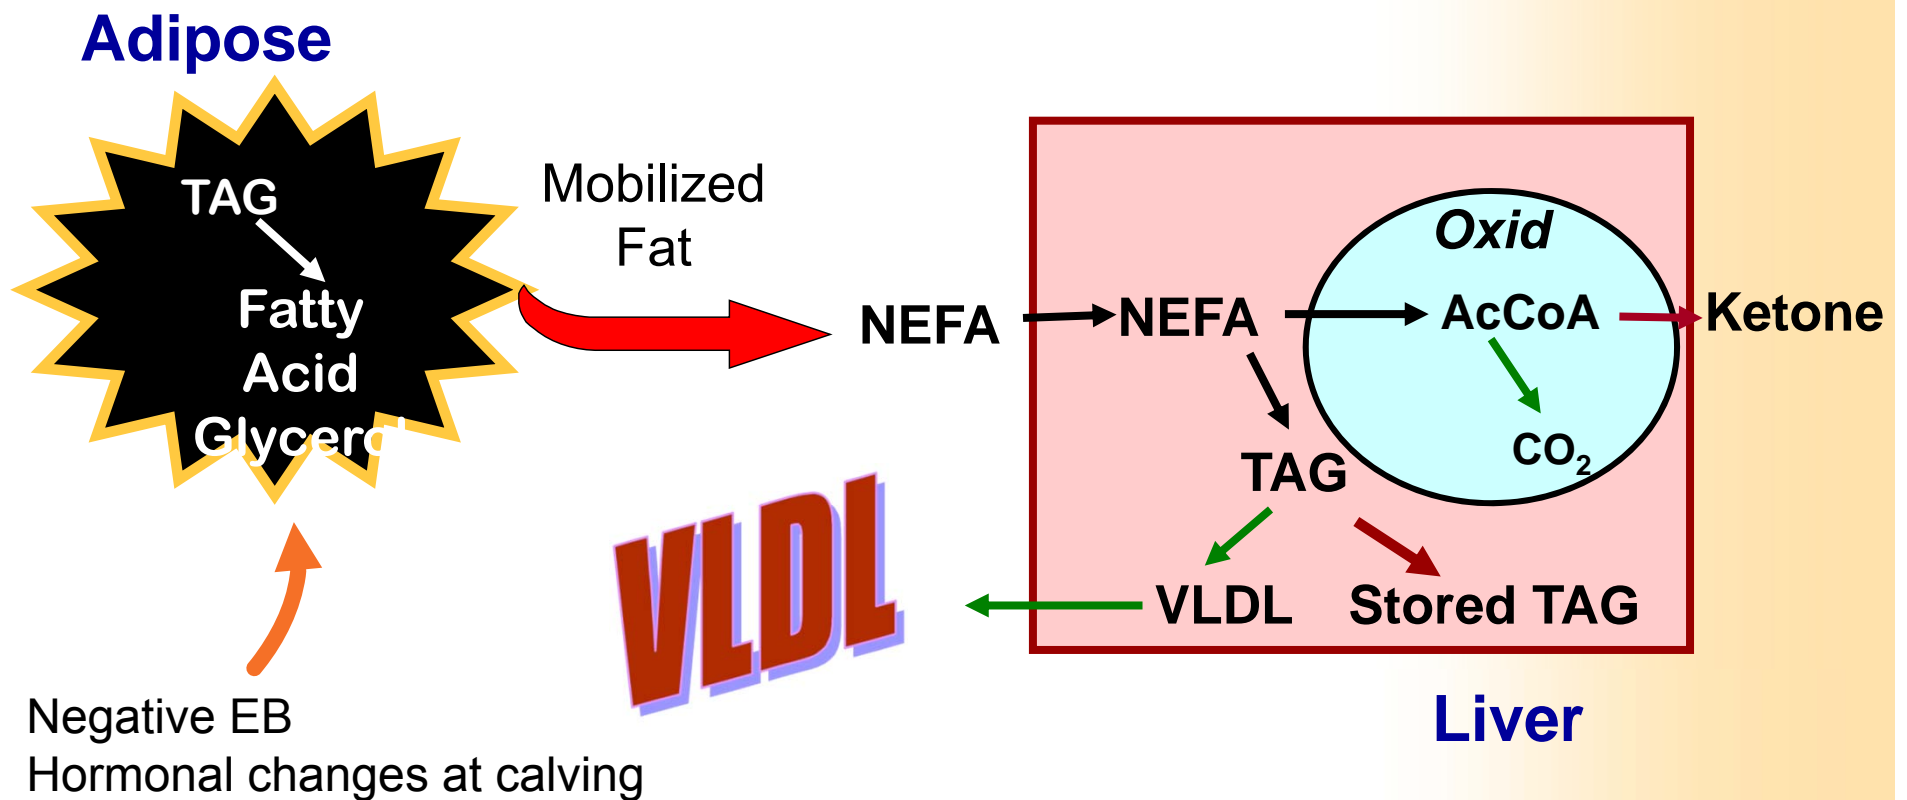 Adipose
TAG
Fatty
Acid
Glycerol
Mobilized
Fat
NEFA
NEFA
Oxid
AcCoA
Ketone
CO₂
TAG
VLDL
VLDL
Stored TAG
Liver
Negative EB
Hormonal changes at calving